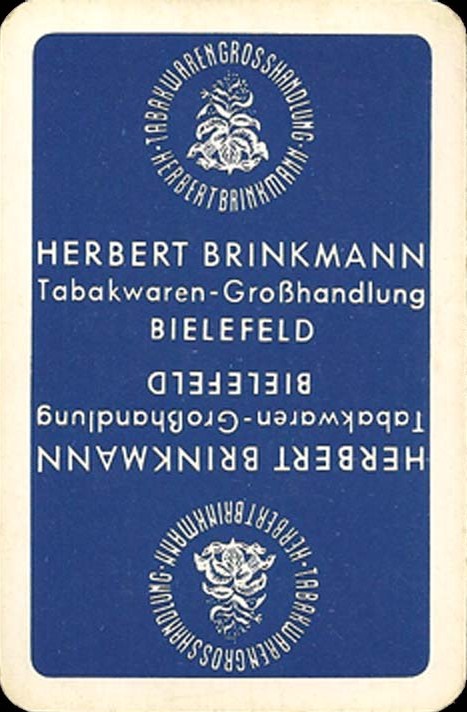 TABAKWARENGROSSHANDLUNG
· HERBERT BRINKMANN ·
HERBERT BRINKMANN
Tabakwaren-Großhandlung
BIELEFELD
BIELEFELD
Tabakwaren-Großhandlung
HERBERT BRINKMANN
· HERBERT BRINKMANN ·
TABAKWARENGROSSHANDLUNG